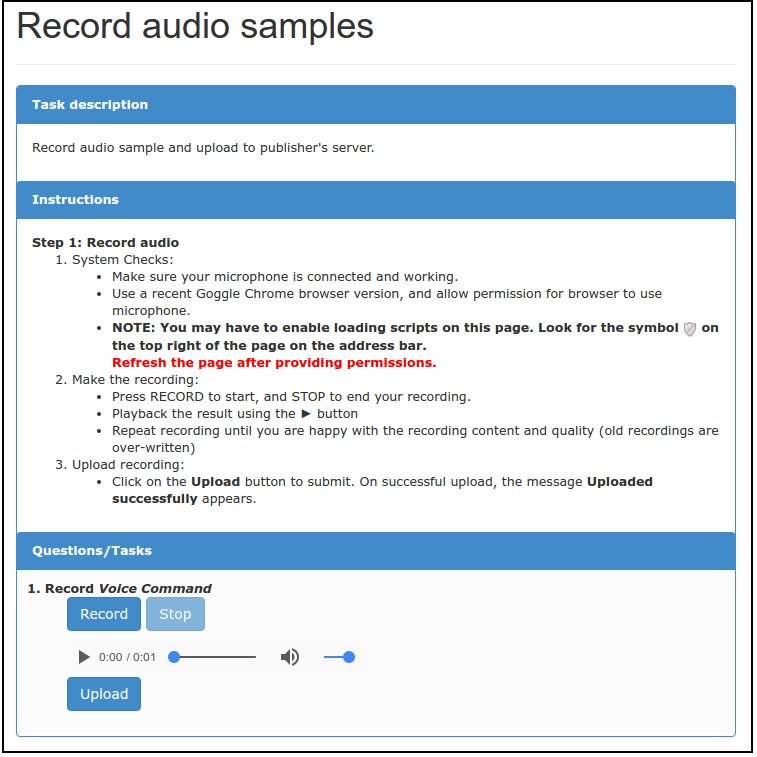 Record audio samples
Task description
Record audio sample and upload to publisher's server.
Instructions
Step 1: Record audio
1. System Checks:
• Make sure your microphone is connected and working.
• Use a recent Goggle Chrome browser version, and allow permission for browser to use
microphone.
• NOTE: You may have to enable loading scripts on this page. Look for the symbol on
the top right of the page on the address bar.
Refresh the page after providing permissions.
2. Make the recording:
• Press RECORD to start, and STOP to end your recording.
• Playback the result using the ► button
• Repeat recording until you are happy with the recording content and quality (old recordings are
over-written)
3. Upload recording:
• Click on the Upload button to submit. On successful upload, the message Uploaded
successfully appears.
Questions/Tasks
1. Record Voice Command
Record Stop
0:00 / 0:01
Upload